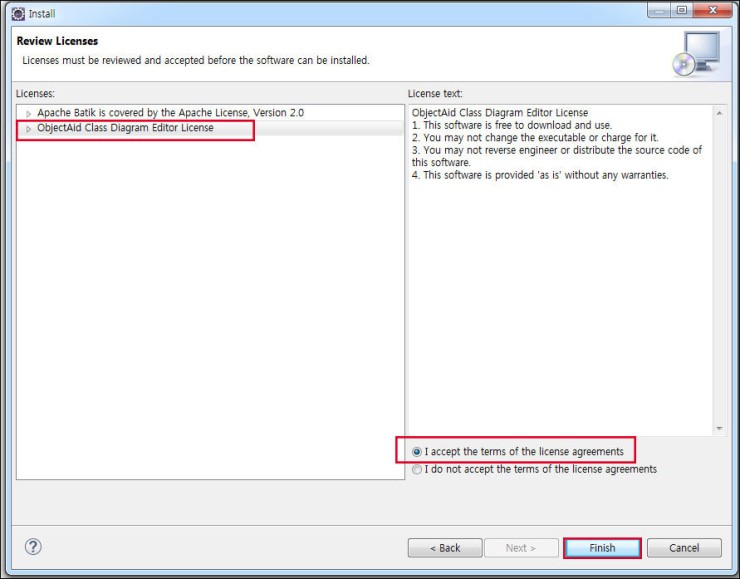 Install
Review Licenses
Licenses must be reviewed and accepted before the software can be installed.
Licenses:
Apache Batik is covered by the Apache License, Version 2.0
ObjectAid Class Diagram Editor License
License text:
ObjectAid Class Diagram Editor License
1. This software is free to download and use.
2. You may not change the executable or charge for it.
3. You may not reverse engineer or distribute the source code of
this software.
4. This software is provided 'as is' without any warranties.
I accept the terms of the license agreements
I do not accept the terms of the license agreements
?
< Back
Next >
Finish
Cancel